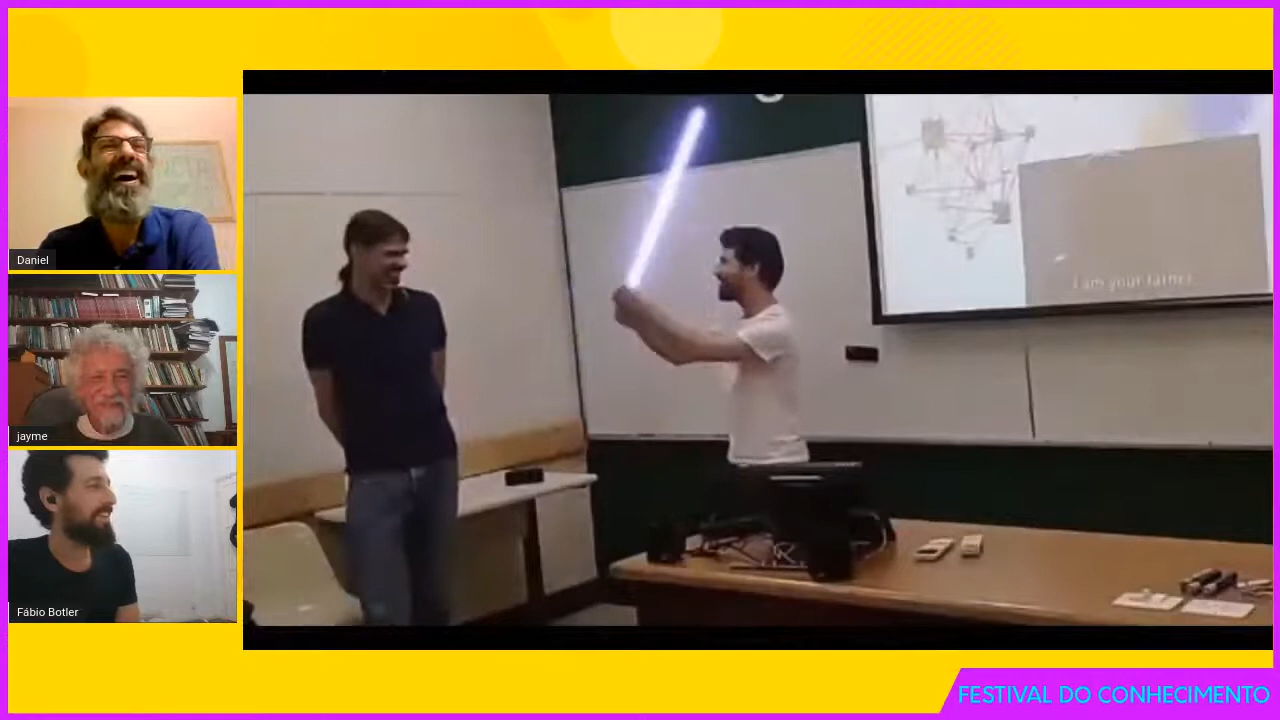 Daniel
jayme
Fábio Botler
I am your father
FESTIVAL DO CONHECIMENTO